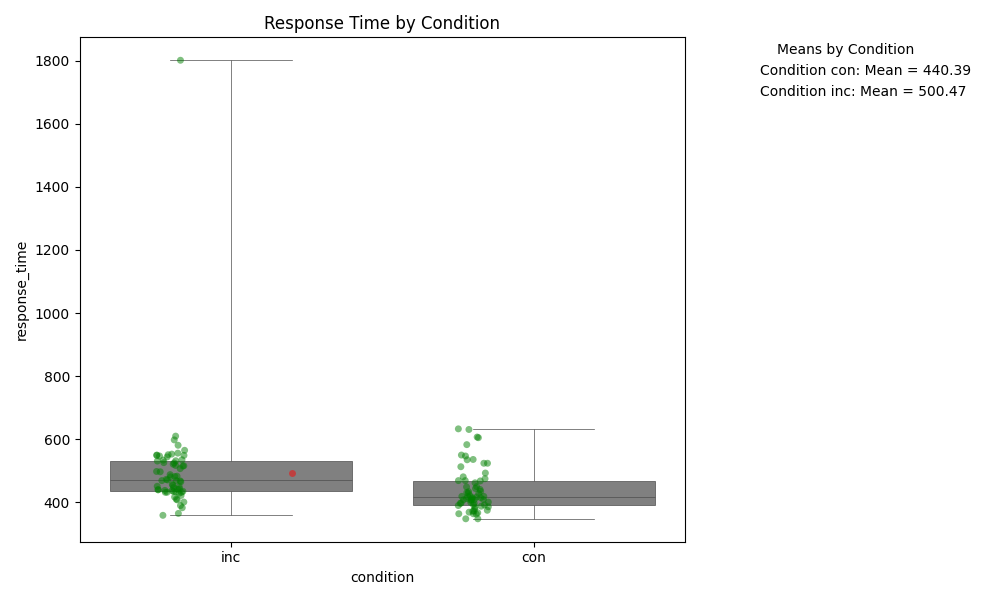 Response Time by Condition
Means by Condition
Condition con: Mean = 440.39
Condition inc: Mean = 500.47
1800
1600
1400
1200
1000
800
600
400
response_time
inc
con
condition